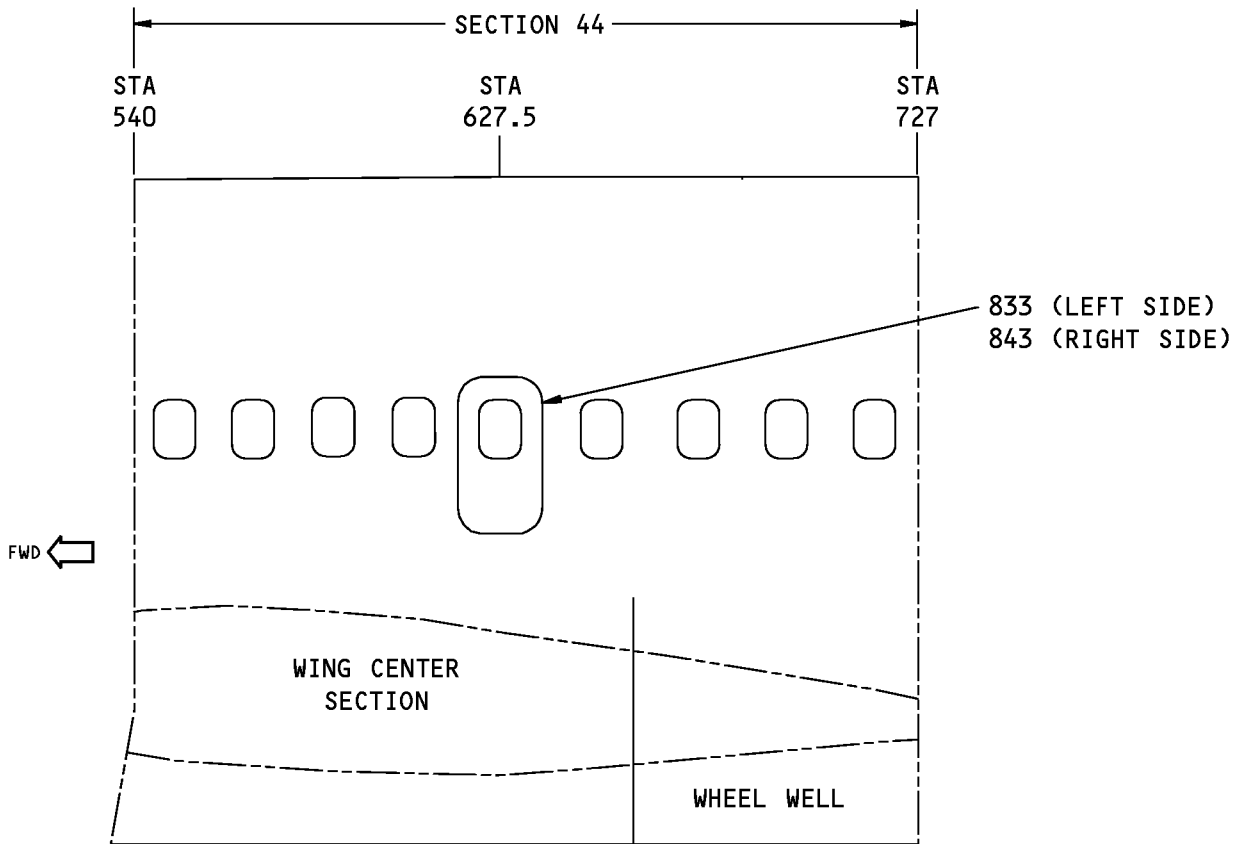 SECTION 44
STA
540
STA
627.5
STA
727
833 (LEFT SIDE)
843 (RIGHT SIDE)
FWD
WING CENTER
SECTION
WHEEL WELL